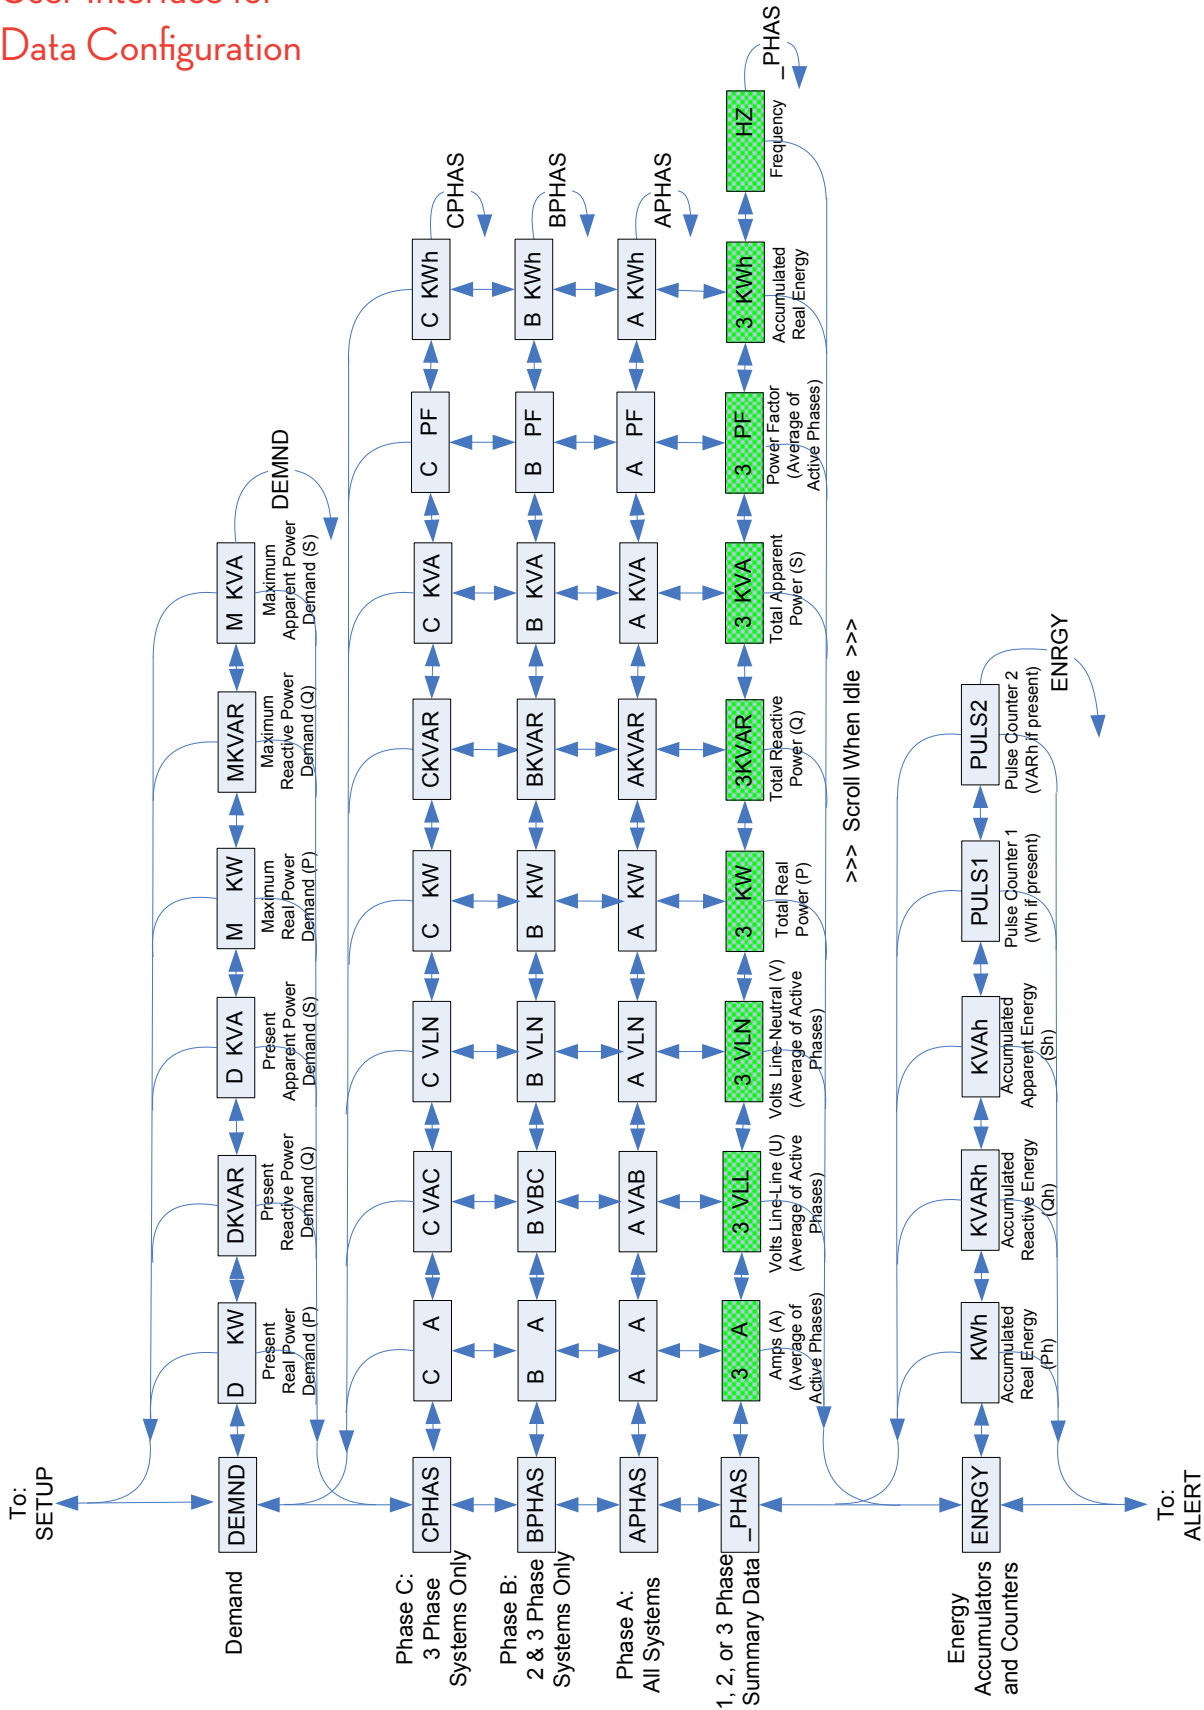 User Interface for
Data Configuration
To:
SETUP
Demand
DEMND
D KW
Present
Real Power
Demand (P)
DKVAR
Present
Reactive Power
Demand (Q)
D KVA
Present
Apparent Power
Demand (S)
M KW
Maximum
Real Power
Demand (P)
MKVAR
Maximum
Reactive Power
Demand (Q)
M KVA
Maximum
Apparent Power
Demand (S)
DEMND
Phase C:
3 Phase
Systems Only
CPHAS
C A
C VAC
C VLN
C KW
CKVAR
C KVA
C PF
C KWh
CPHAS
Phase B:
2 & 3 Phase
Systems Only
BPHAS
B A
B VBC
B VLN
B KW
BKVAR
B KVA
B PF
B KWh
BPHAS
Phase A:
All Systems
APHAS
A A
A VAB
A VLN
A KW
AKVAR
A KVA
A PF
A KWh
APHAS
1, 2, or 3 Phase
Summary Data
_PHAS
3 A
Amps (A)
(Average of
Active Phases)
3 VLL
Volts Line-Line (U)
(Average of Active
Phases)
3 VLN
Volts Line-Neutral (V)
(Average of Active
Phases)
3 KW
Total Real
Power (P)
3KVAR
Total Reactive
Power (Q)
3 KVA
Total Apparent
Power (S)
3 PF
Power Factor
(Average of
Active Phases)
3 KWh
Accumulated
Real Energy
HZ
Frequency
_PHAS
>>> Scroll When Idle >>>
Energy
Accumulators
and Counters
ENRGY
KWh
Accumulated
Real Energy
(Ph)
KVARh
Accumulated
Reactive Energy
(Qh)
KVAh
Accumulated
Apparent Energy
(Sh)
PULS1
Pulse Counter 1
(Wh if present)
PULS2
Pulse Counter 2
(VARh if present)
ENRGY
To:
ALERT